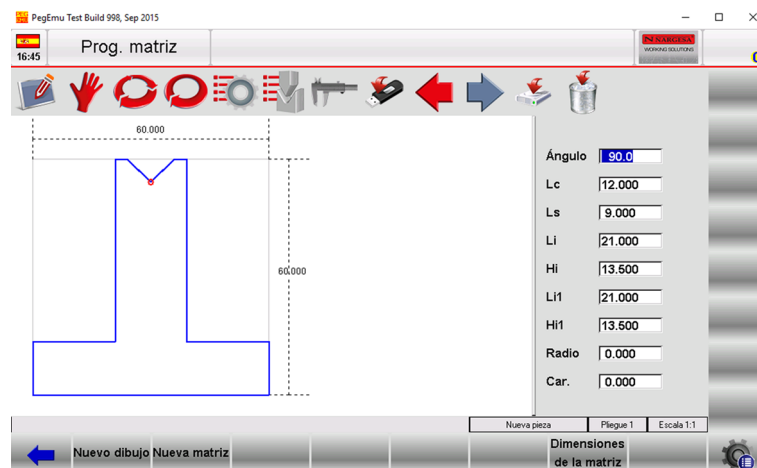 PegEmu Test Build 998, Sep 2015
16:45
Prog. matriz
NARGESA
WORKING SOLUTIONS
60.000
60.000
Ángulo 90.0
Lc 12.000
Ls 9.000
Li 21.000
Hi 13.500
Li1 21.000
Hi1 13.500
Radio 0.000
Car. 0.000
Nueva pieza Pliegue 1 Escala 1:1
Nuevo dibujo Nueva matriz Dimensiones
de la matriz